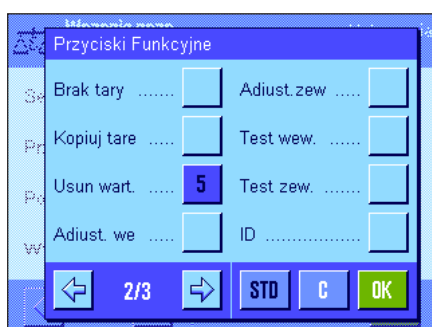 Przyciski Funkcyjne
Brak tary .......
Adiust.zew .....
Kopiuj tare .....
Test wew. ......
Usun wart. ..... 5
Test zew. .......
Adiust. we .....
ID .................
2/3 STD C OK